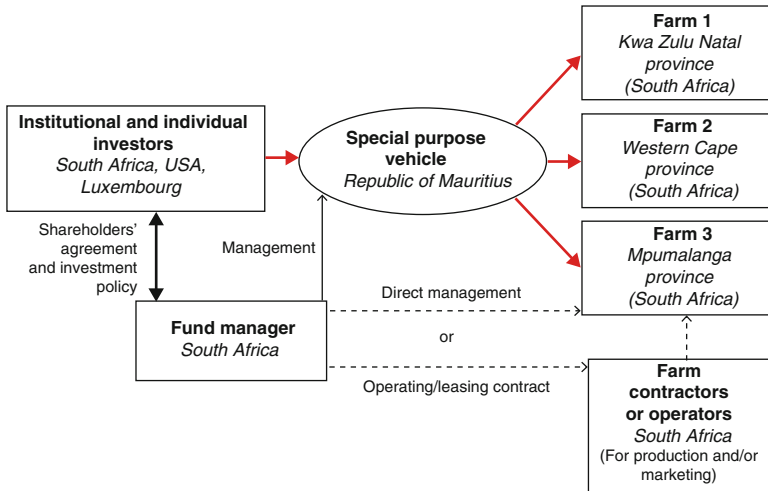 Farm 1
Kwa Zulu Natal
province
(South Africa)
Institutional and individual
investors
South Africa, USA,
Luxembourg
Special purpose
vehicle
Republic of Mauritius
Farm 2
Western Cape
province
(South Africa)
Shareholders’
agreement
and investment
policy
Management
Farm 3
Mpumalanga
province
(South Africa)
Fund manager
South Africa
Direct management
or
Operating/leasing contract
Farm
contractors
or operators
South Africa
(For production and/or
marketing)